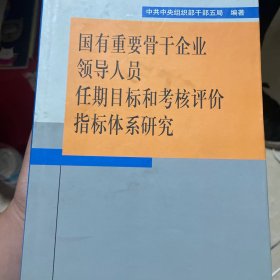 中共中央组织部干部五局 编著
国有重要骨干企业
领导人员
任期目标和考核评价
指标体系研究